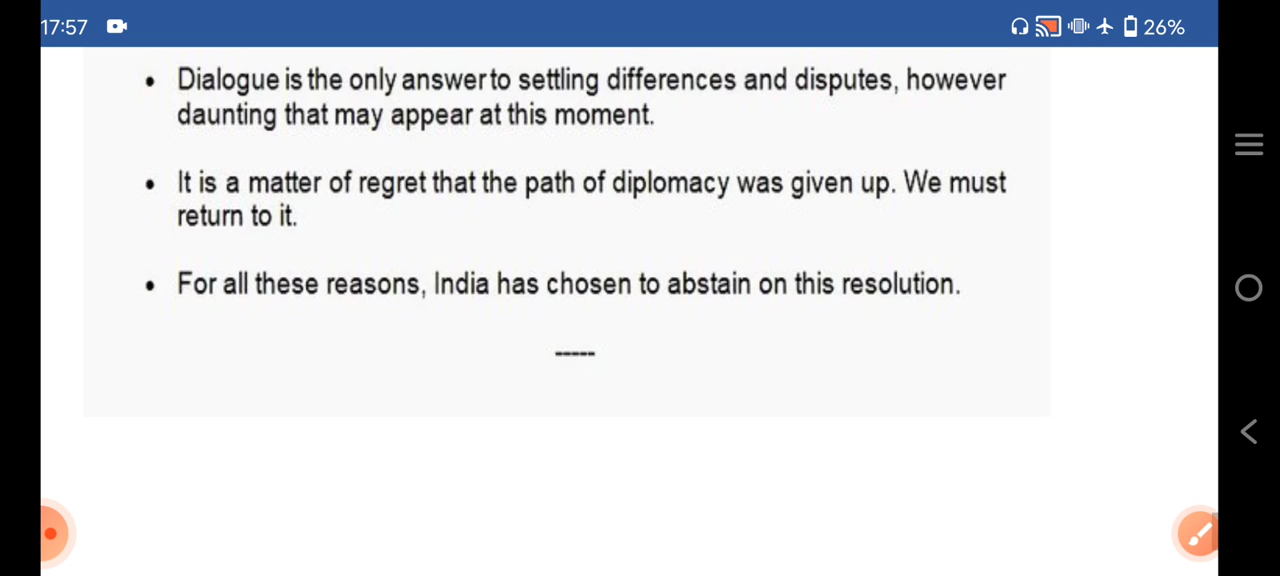 17:57
26%
• Dialogue is the only answer to settling differences and disputes, however
daunting that may appear at this moment.
• It is a matter of regret that the path of diplomacy was given up. We must
return to it.
• For all these reasons, India has chosen to abstain on this resolution.
-----